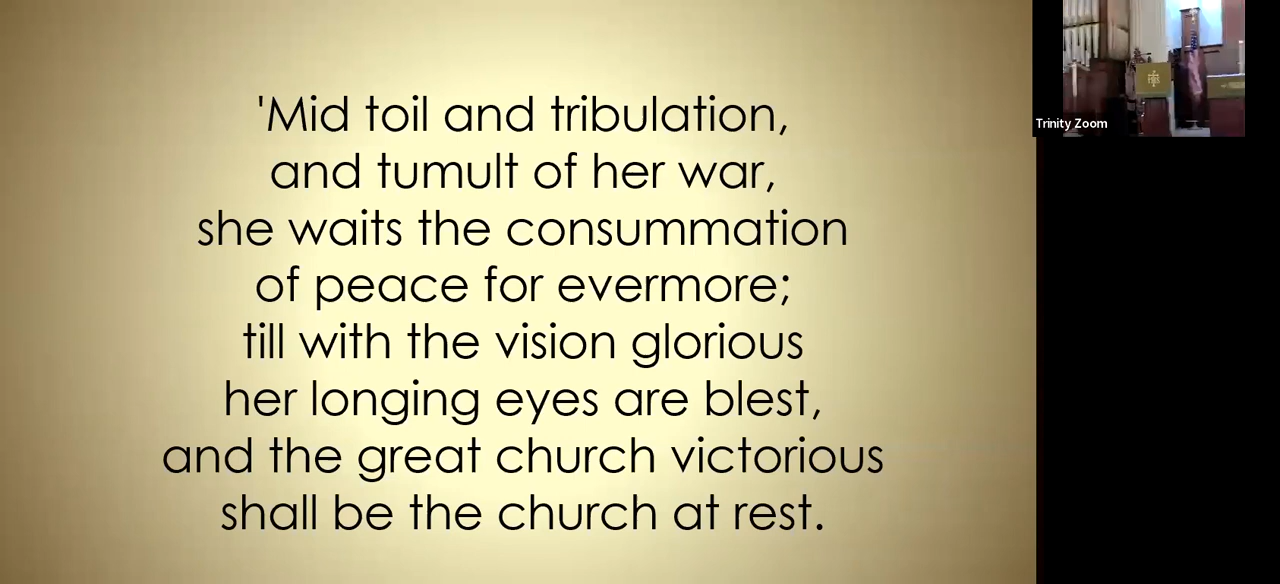 'Mid toil and tribulation,
and tumult of her war,
she waits the consummation
of peace for evermore;
till with the vision glorious
her longing eyes are blest,
and the great church victorious
shall be the church at rest.
Trinity Zoom